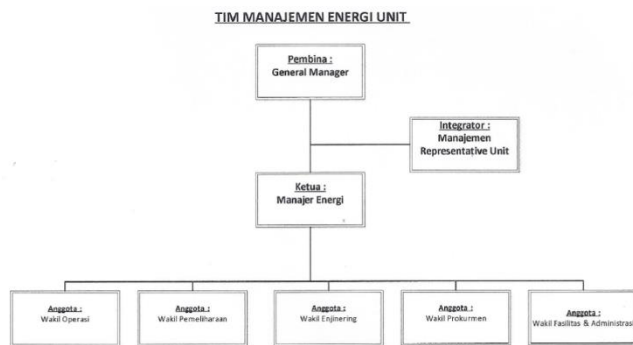 TIM MANAJEMEN ENERGI UNIT
Pembina :
General Manager
Integrator :
Manajemen
Representative Unit
Ketua :
Manajer Energi
Anggota :
Wakil Operasi
Anggota :
Wakil Pemeliharaan
Anggota :
Wakil Enjinering
Anggota :
Wakil Prokurmen
Anggota :
Wakil Fasilitas & Administrasi